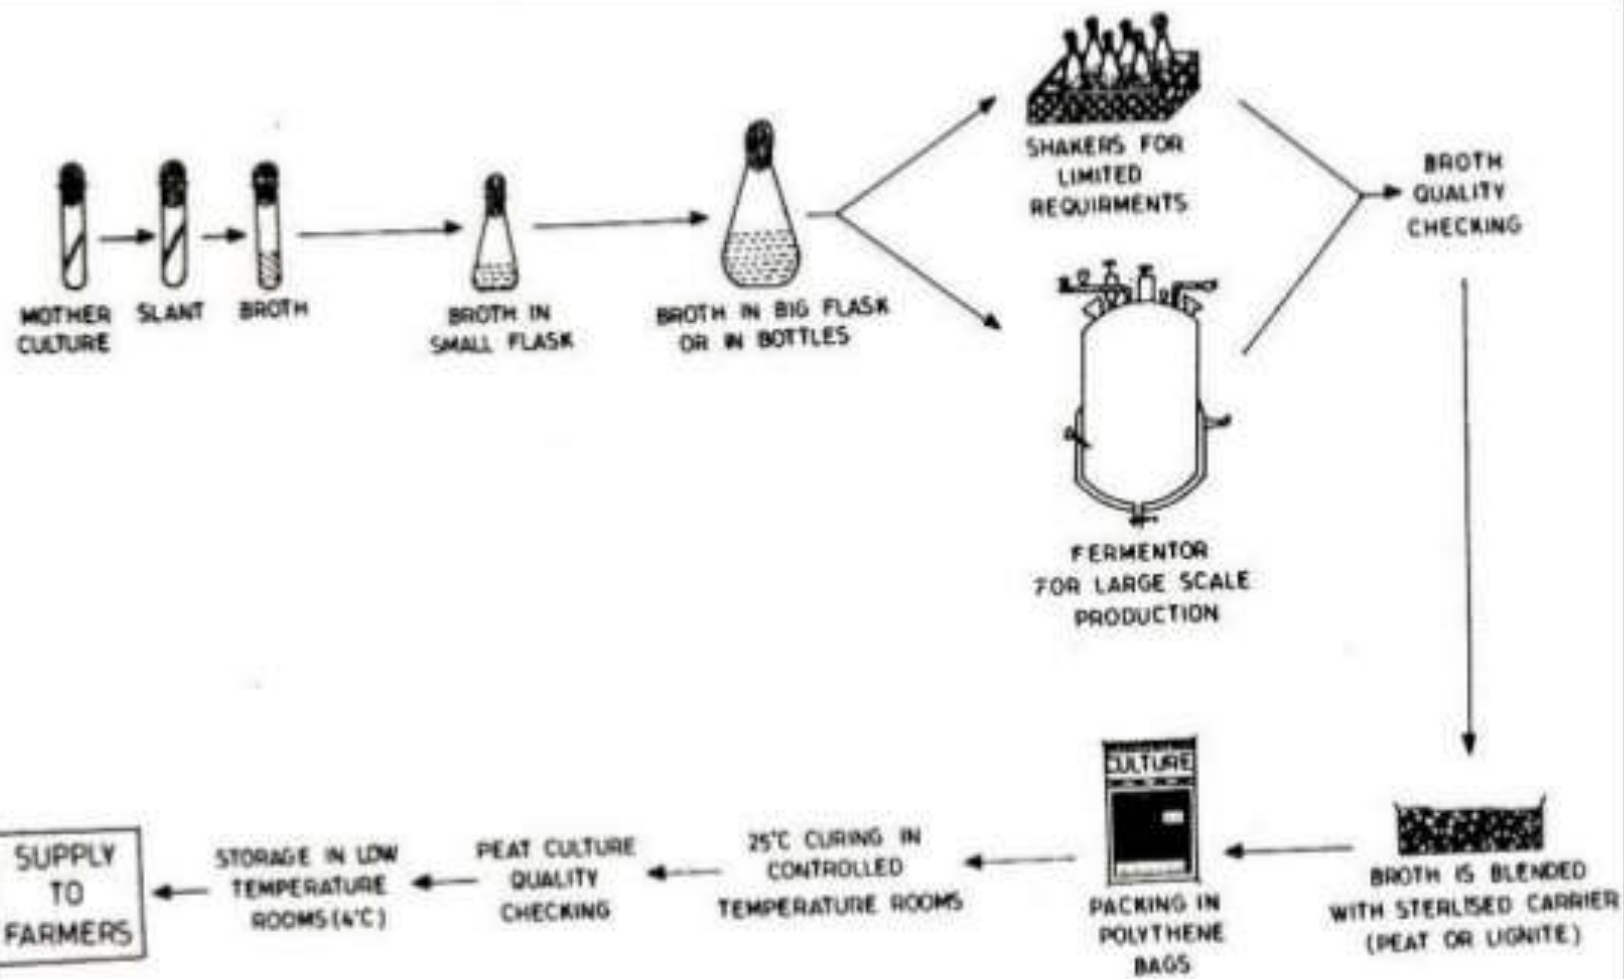 MOTHER
CULTURE
SLANT
BROTH
BROTH IN
SMALL FLASK
BROTH IN BIG FLASK
OR IN BOTTLES
SHAKERS FOR
LIMITED
REQUIRMENTS
FERMENTOR
FOR LARGE SCALE
PRODUCTION
BROTH
QUALITY
CHECKING
BROTH IS BLENDED
WITH STERLISED CARRIER
(PEAT OR LIGNITE)
CULTURE
PACKING IN
POLYTHENE
BAGS
25°C CURING IN
CONTROLLED
TEMPERATURE ROOMS
PEAT CULTURE
QUALITY
CHECKING
STORAGE IN LOW
TEMPERATURE
ROOMS (4°C)
SUPPLY
TO
FARMERS